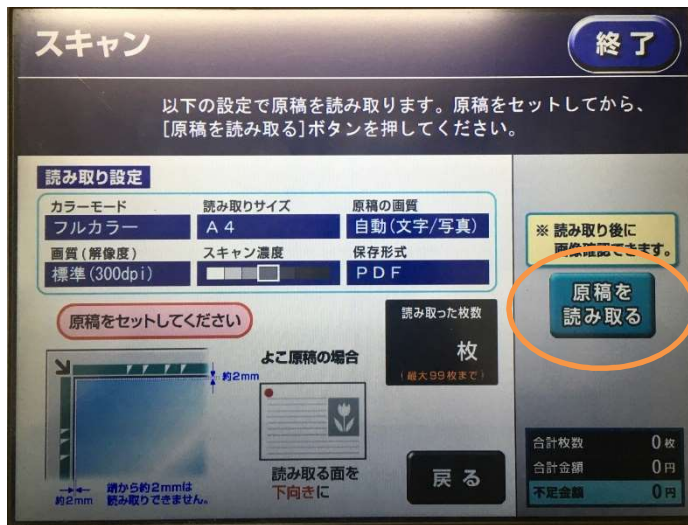 スキャン
終了
以下の設定で原稿を読み取ります。原稿をセットしてから、
[原稿を読み取る]ボタンを押してください。
読み取り設定
カラーモード
フルカラー
読み取りサイズ
A4
原稿の画質
自動(文字/写真)
画質(解像度)
標準(300dpi)
スキャン濃度
保存形式
PDF
※ 読み取り後に
画像確認できます。
原稿を
読み取る
原稿をセットしてください
約2mm
約2mm
端から約2mmは
読み取りできません。
よこ原稿の場合
読み取る面を
下向きに
読み取った枚数
枚
(最大99枚まで)
戻る
合計枚数 0枚
合計金額 0円
不足金額 0円